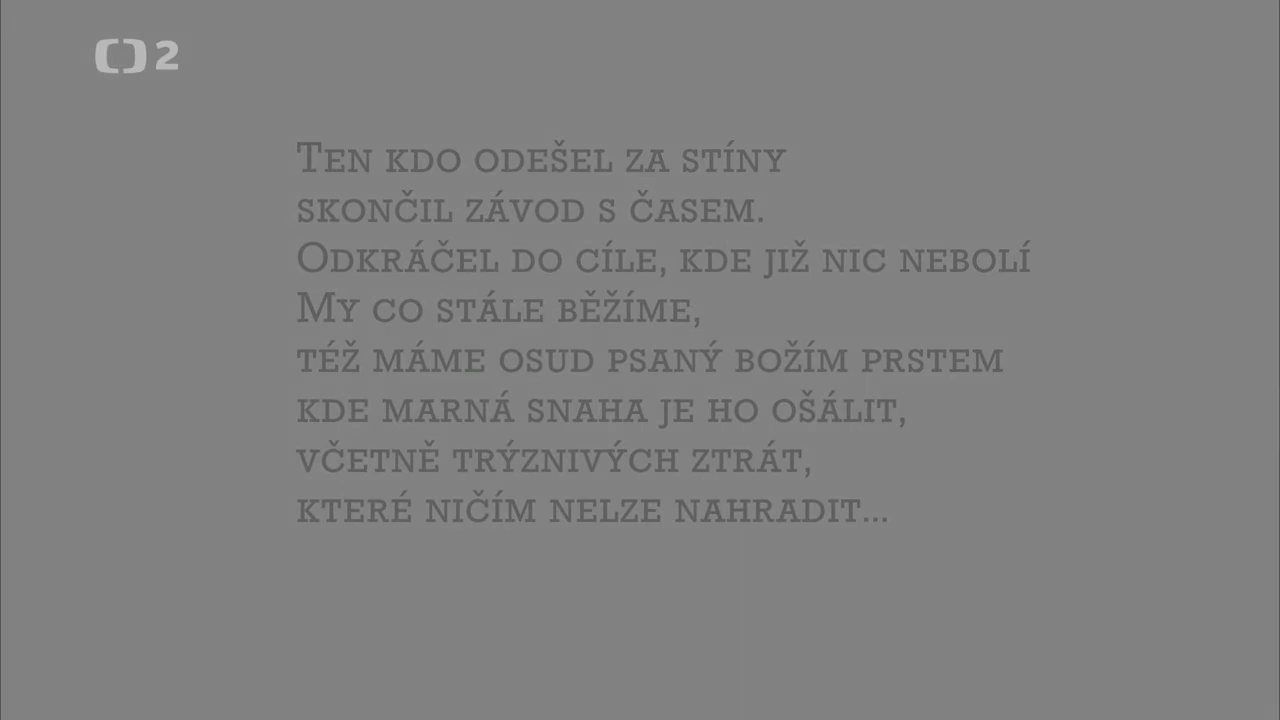 2
Ten kdo odešel za stíny
skončil závod s časem.
Odkráčel do cíle, kde již nic nebolí
My co stále běžíme,
též máme osud psaný božím prstem
kde marná snaha je ho ošálit,
včetně trýznivých ztrát,
které ničím nelze nahradit...